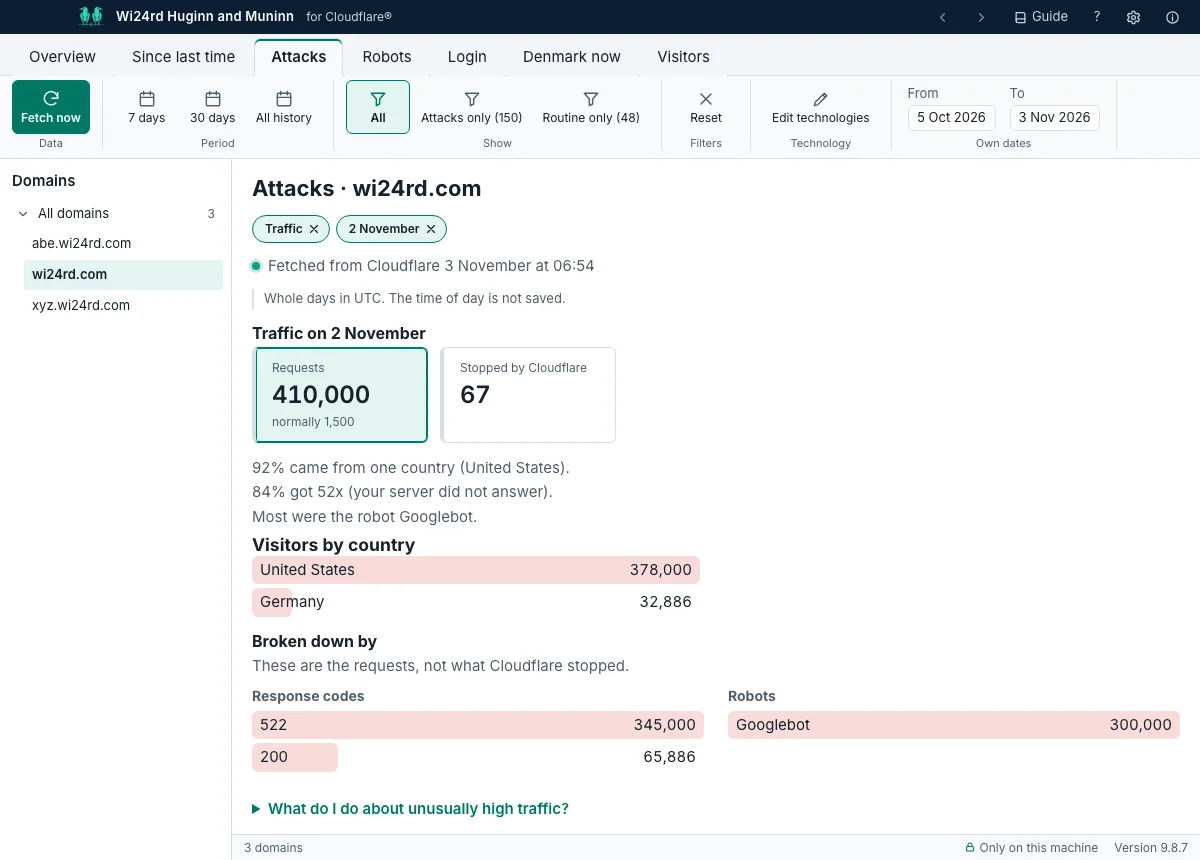 Wi24rd Huginn and Muninn for Cloudflare®
Guide ?
Overview Since last time Attacks Robots Login Denmark now Visitors
Fetch now 7 days 30 days All history All Attacks only (150) Routine only (48) Reset Edit technologies
From To
5 Oct 2026 3 Nov 2026
Data Period Show Filters Technology Own dates
Domains
All domains 3
abe.wi24rd.com
wi24rd.com
xyz.wi24rd.com
Attacks · wi24rd.com
Traffic 2 November
Fetched from Cloudflare 3 November at 06:54
Whole days in UTC. The time of day is not saved.
Traffic on 2 November
Requests
410,000
normally 1,500
Stopped by Cloudflare
67
92% came from one country (United States).
84% got 52x (your server did not answer).
Most were the robot Googlebot.
Visitors by country
United States 378,000
Germany 32,886
Broken down by
These are the requests, not what Cloudflare stopped.
Response codes
522 345,000
200 65,886
Robots
Googlebot 300,000
What do I do about unusually high traffic?
3 domains Only on this machine Version 9.8.7